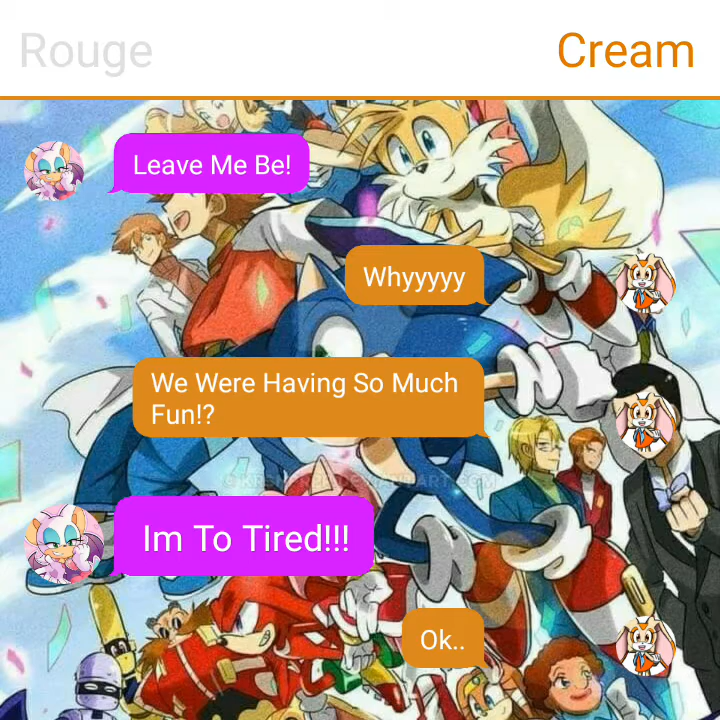 Rouge
Cream
Leave Me Be!
Whyyyyy
We Were Having So Much
Fun!?
Im To Tired!!!
Ok..